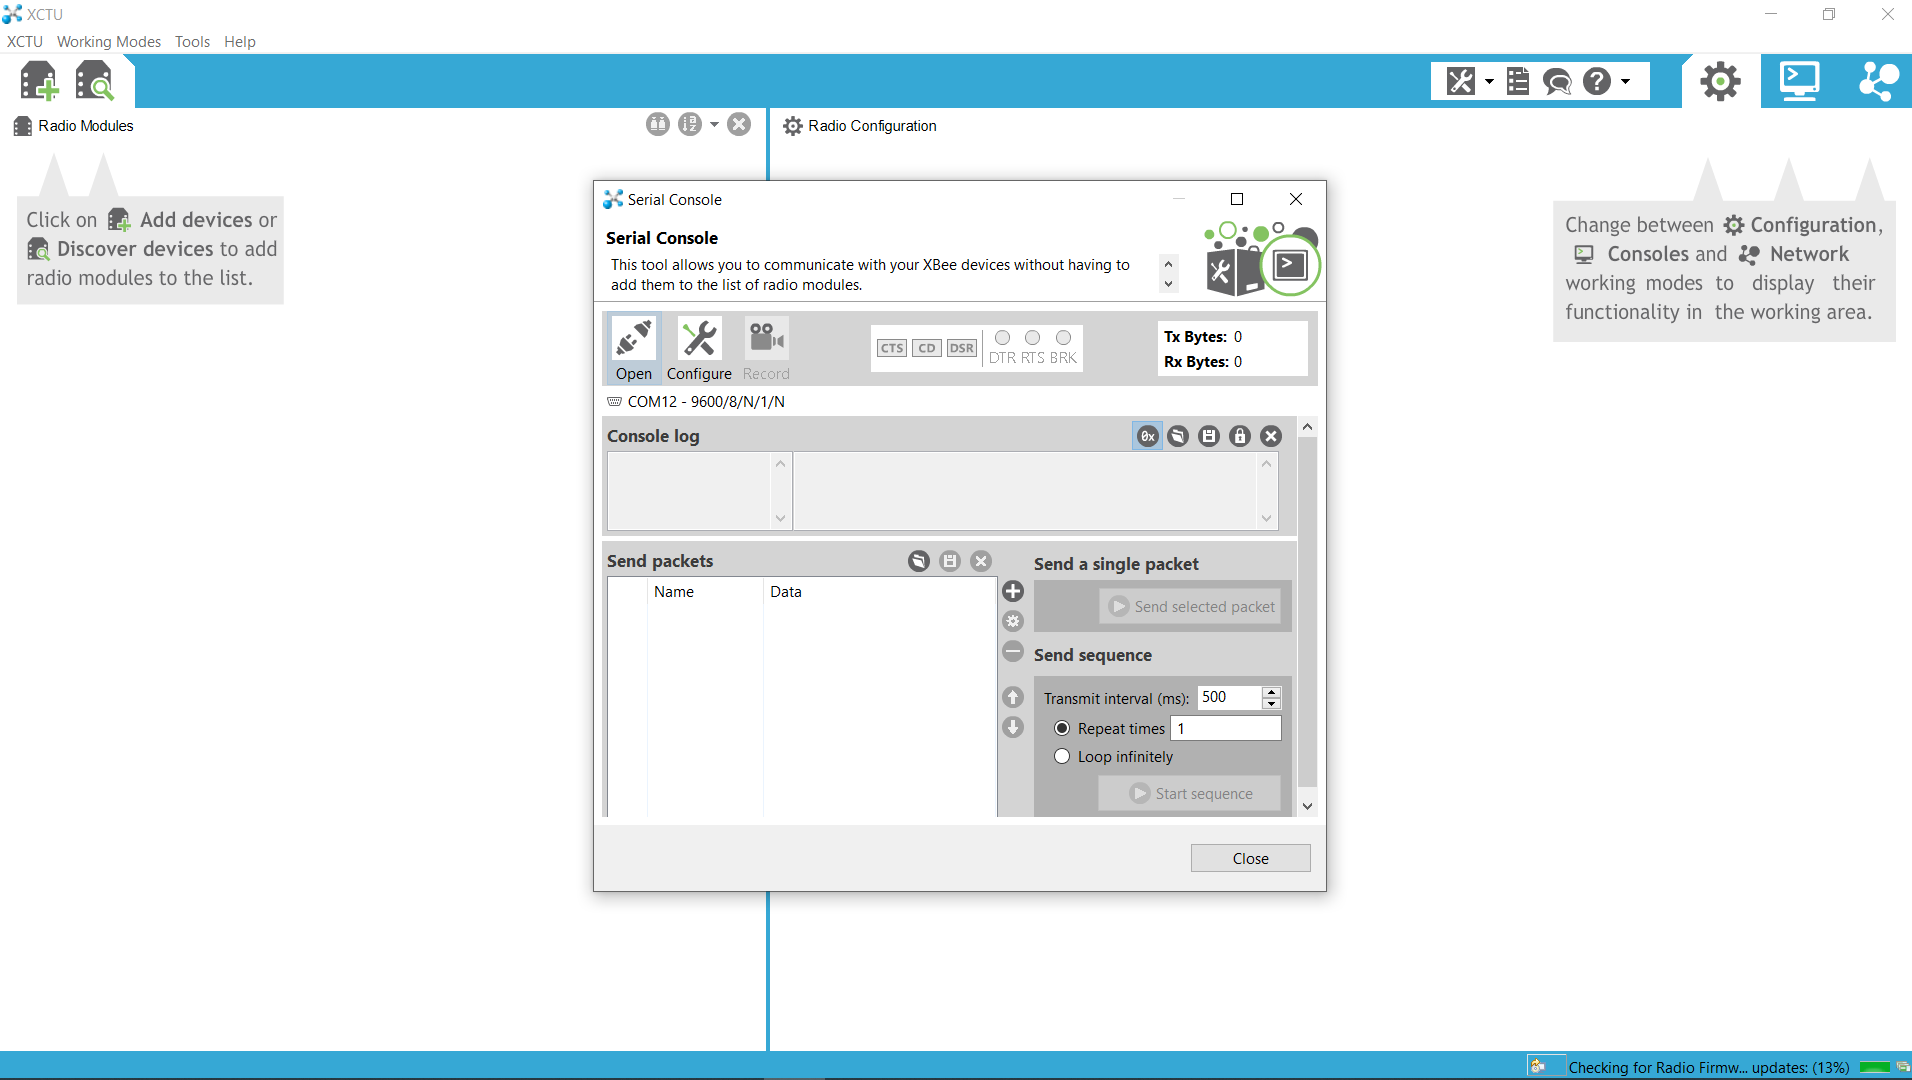 XCTU
XCTU Working Modes Tools Help
Radio Modules
Radio Configuration
Click on Add devices or
Discover devices to add
radio modules to the list.
Change between Configuration,
Consoles and Network
working modes to display their
functionality in the working area.
Serial Console
Serial Console
This tool allows you to communicate with your XBee devices without having to
add them to the list of radio modules.
Open Configure Record
CTS CD DSR
DTR RTS BRK
Tx Bytes: 0
Rx Bytes: 0
COM12 - 9600/8/N/1/N
Console log
0x
Send packets
Name Data
Send a single packet
Send selected packet
Send sequence
Transmit interval (ms): 500
Repeat times 1
Loop infinitely
Start sequence
Close
Checking for Radio Firmw... updates: (13%)